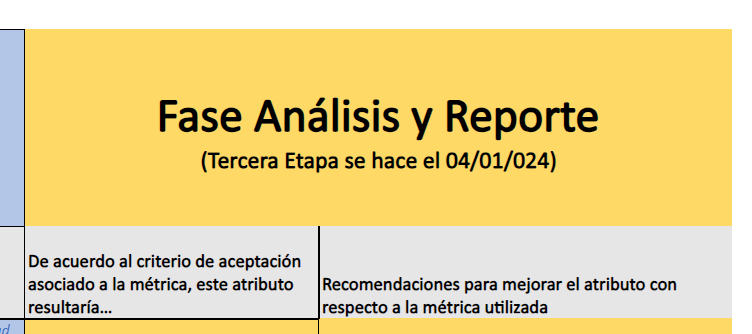 Fase Análisis y Reporte
(Tercera Etapa se hace el 04/01/024)
De acuerdo al criterio de aceptación
asociado a la métrica, este atributo
resultaría...
Recomendaciones para mejorar el atributo con
respecto a la métrica utilizada